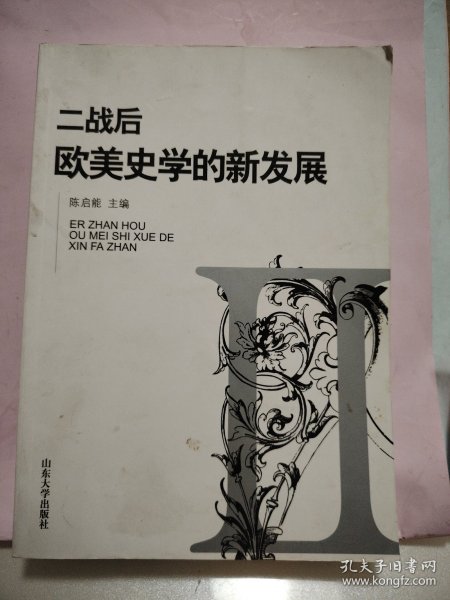 二战后
欧美史学的新发展
陈启能 主编
ER ZHAN HOU
OU MEI SHI XUE DE
XIN FA ZHAN
II
山东大学出版社
孔夫子旧书网
www.kongfz.com